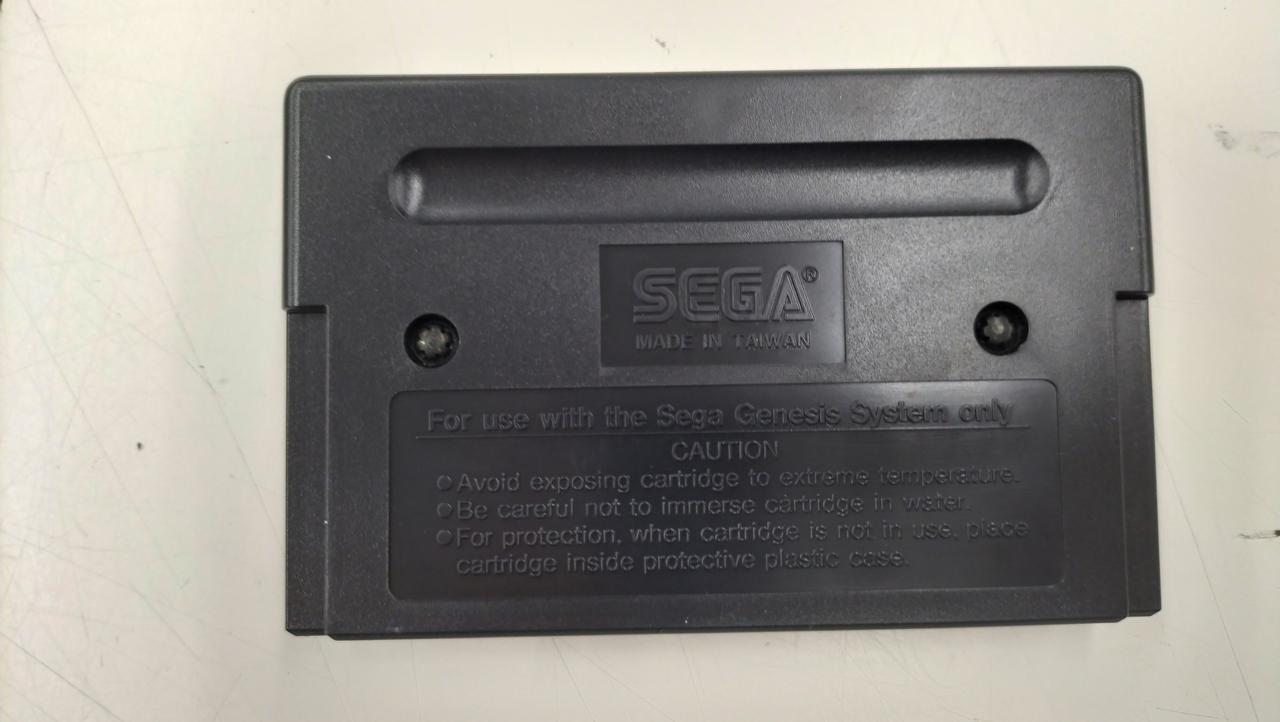 SEGA®
MADE IN TAIWAN
For use with the Sega Genesis System only
CAUTION
Avoid exposing cartridge to extreme temperature.
Be careful not to immerse cartridge in water.
For protection, when cartridge is not in use, place
cartridge inside protective plastic case.